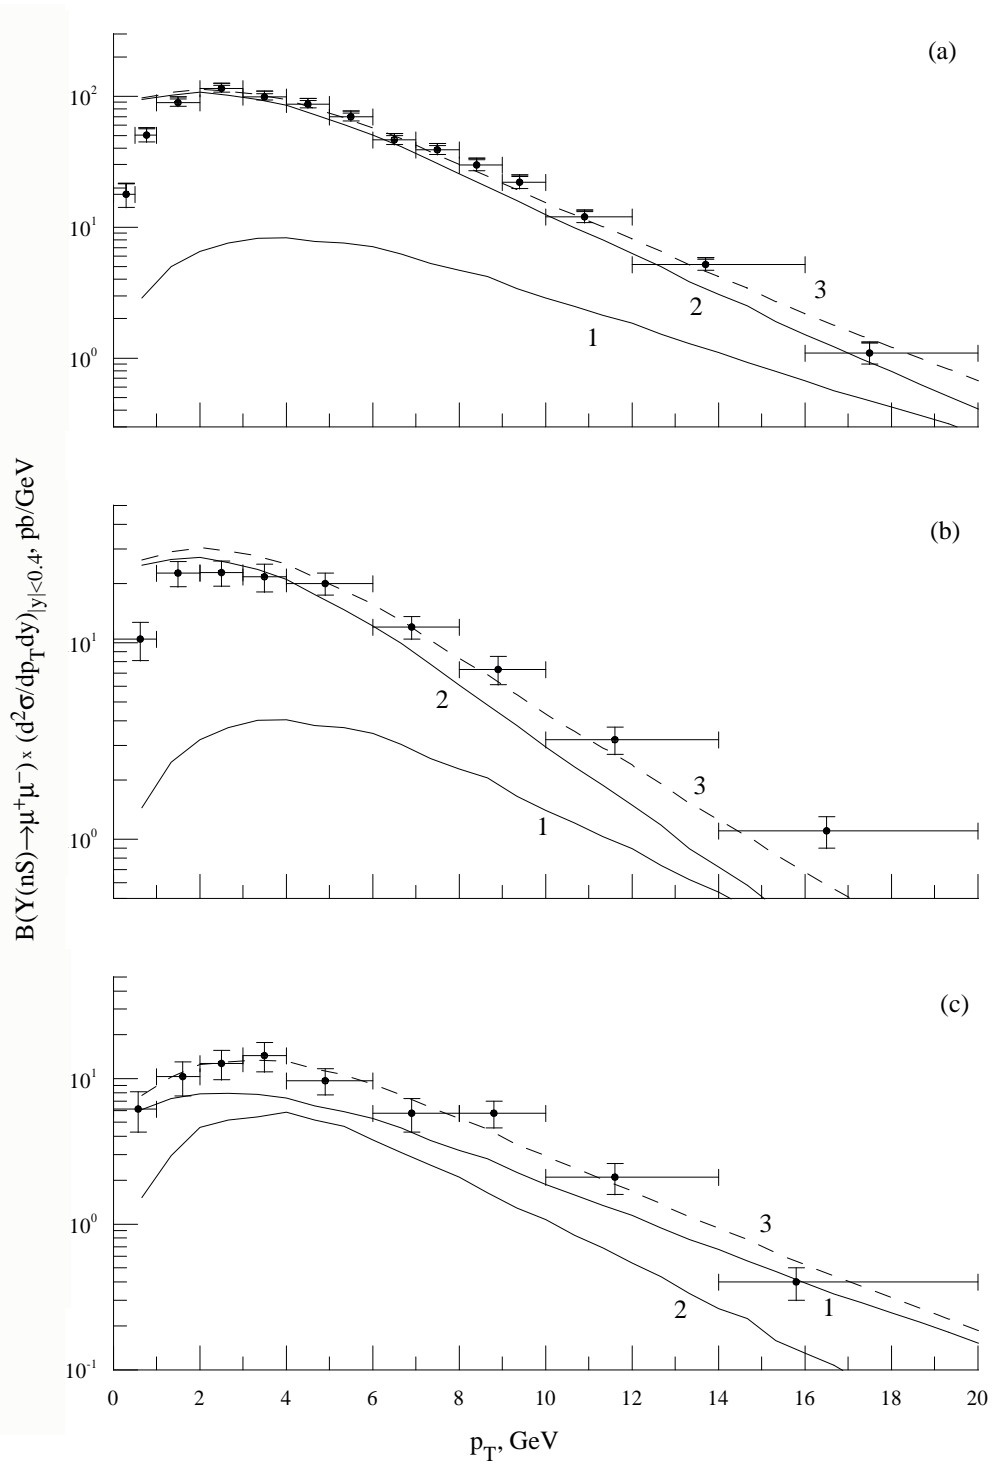 (a)
10²
10¹
10⁰
1
2
3
(b)
10¹
10⁰
1
2
3
(c)
10¹
10⁰
10⁻¹
1
2
3
0 2 4 6 8 10 12 14 16 18 20
p_T, GeV
B(Υ(nS)→μ⁺μ⁻)ₓ(d²σ/dp_Tdy)_|y|<0.4, pb/GeV